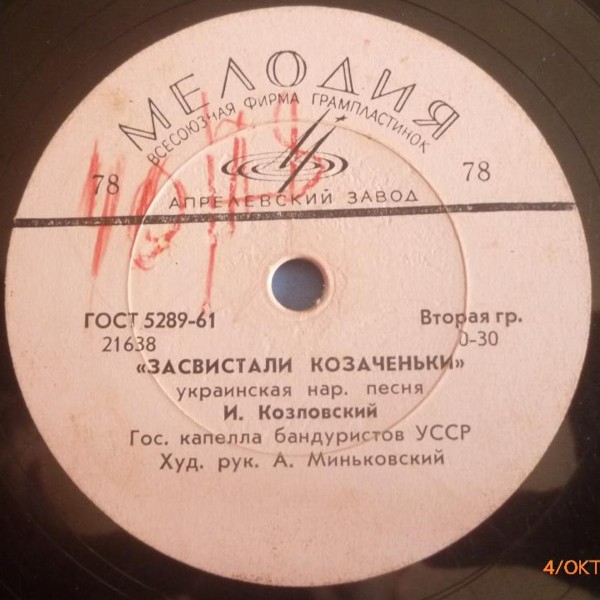 МЕЛОДИЯ
ВСЕСОЮЗНАЯ ФИРМА ГРАМПЛАСТИНОК
78 78
АПРЕЛЕВСКИЙ ЗАВОД
ГОСТ 5289-61 Вторая гр.
21638 0-30
«ЗАСВИСТАЛИ КОЗАЧЕНЬКИ»
украинская нар. песня
И. Козловский
Гос. капелла бандуристов УССР
Худ. рук. А. Миньковский
4/ОКТ